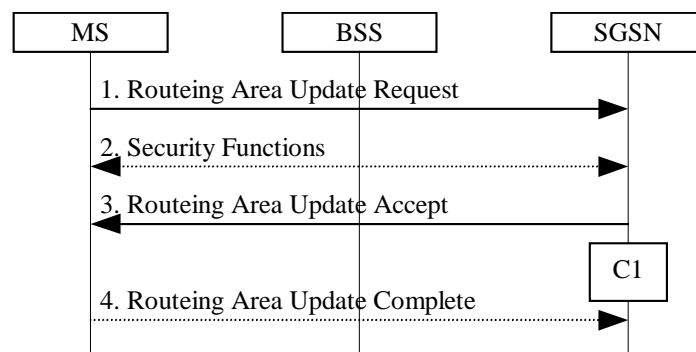 MS
BSS
SGSN
1. Routeing Area Update Request
2. Security Functions
3. Routeing Area Update Accept
C1
4. Routeing Area Update Complete